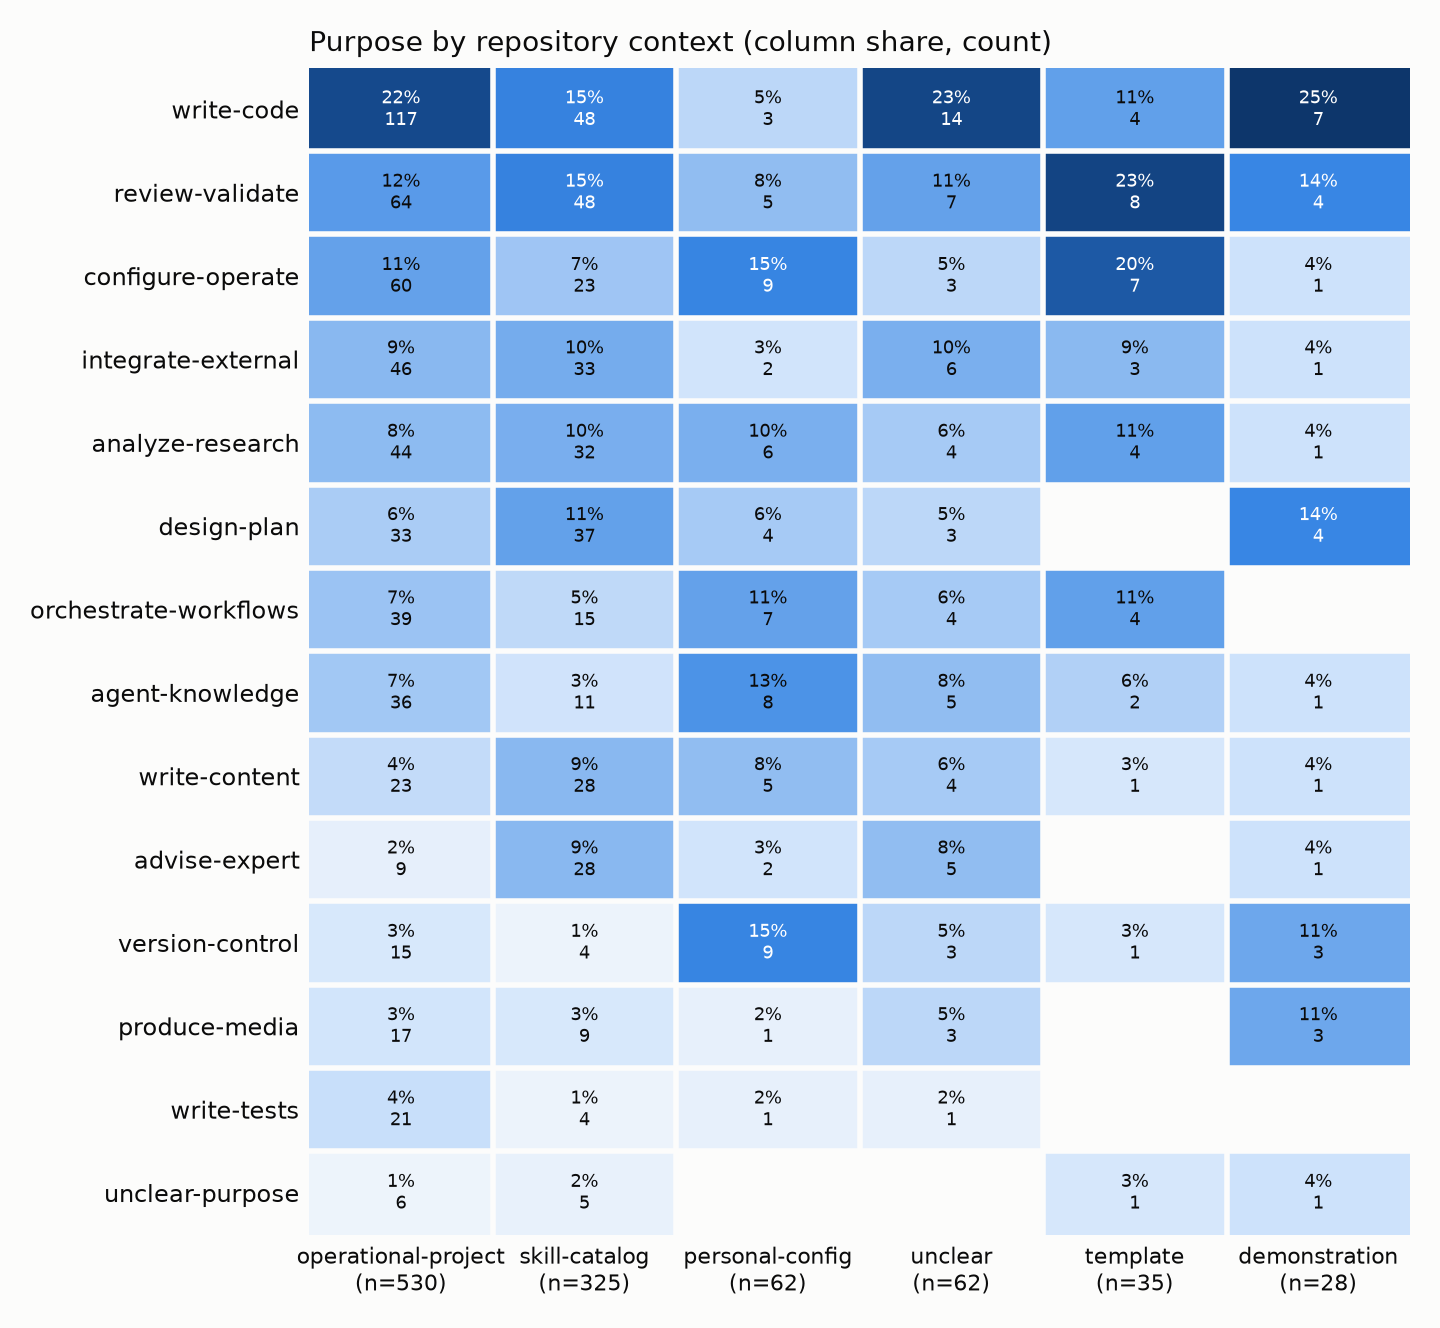 Purpose by repository context (column share, count)
write-code
22% 15% 5% 23% 11% 25%
117 48 3 14 4 7
review-validate
12% 15% 8% 11% 23% 14%
64 48 5 7 8 4
configure-operate
11% 7% 15% 5% 20% 4%
60 23 9 3 7 1
integrate-external
9% 10% 3% 10% 9% 4%
46 33 2 6 3 1
analyze-research
8% 10% 10% 6% 11% 4%
44 32 6 4 4 1
design-plan
6% 11% 6% 5% 14%
33 37 4 3 4
orchestrate-workflows
7% 5% 11% 6% 11%
39 15 7 4 4
agent-knowledge
7% 3% 13% 8% 6% 4%
36 11 8 5 2 1
write-content
4% 9% 8% 6% 3% 4%
23 28 5 4 1 1
advise-expert
2% 9% 3% 8% 4%
9 28 2 5 1
version-control
3% 1% 15% 5% 3% 11%
15 4 9 3 1 3
produce-media
3% 3% 2% 5% 11%
17 9 1 3 3
write-tests
4% 1% 2% 2%
21 4 1 1
unclear-purpose
1% 2% 3% 4%
6 5 1 1
operational-project skill-catalog personal-config unclear template demonstration
(n=530) (n=325) (n=62) (n=62) (n=35) (n=28)